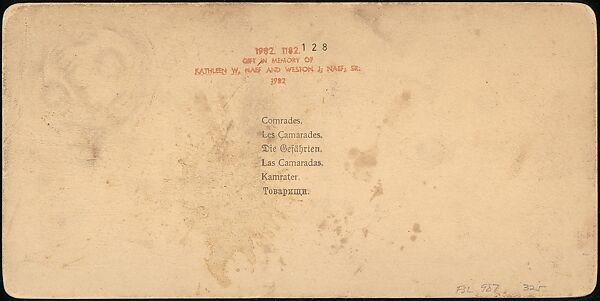 1982. 1182. 128
GIFT IN MEMORY OF
KATHLEEN W. NAEF AND WESTON J. NAEF, SR.
1982
Comrades.
Les Camarades.
Die Gefährten.
Las Camaradas.
Kamrater.
Товарищи.
325